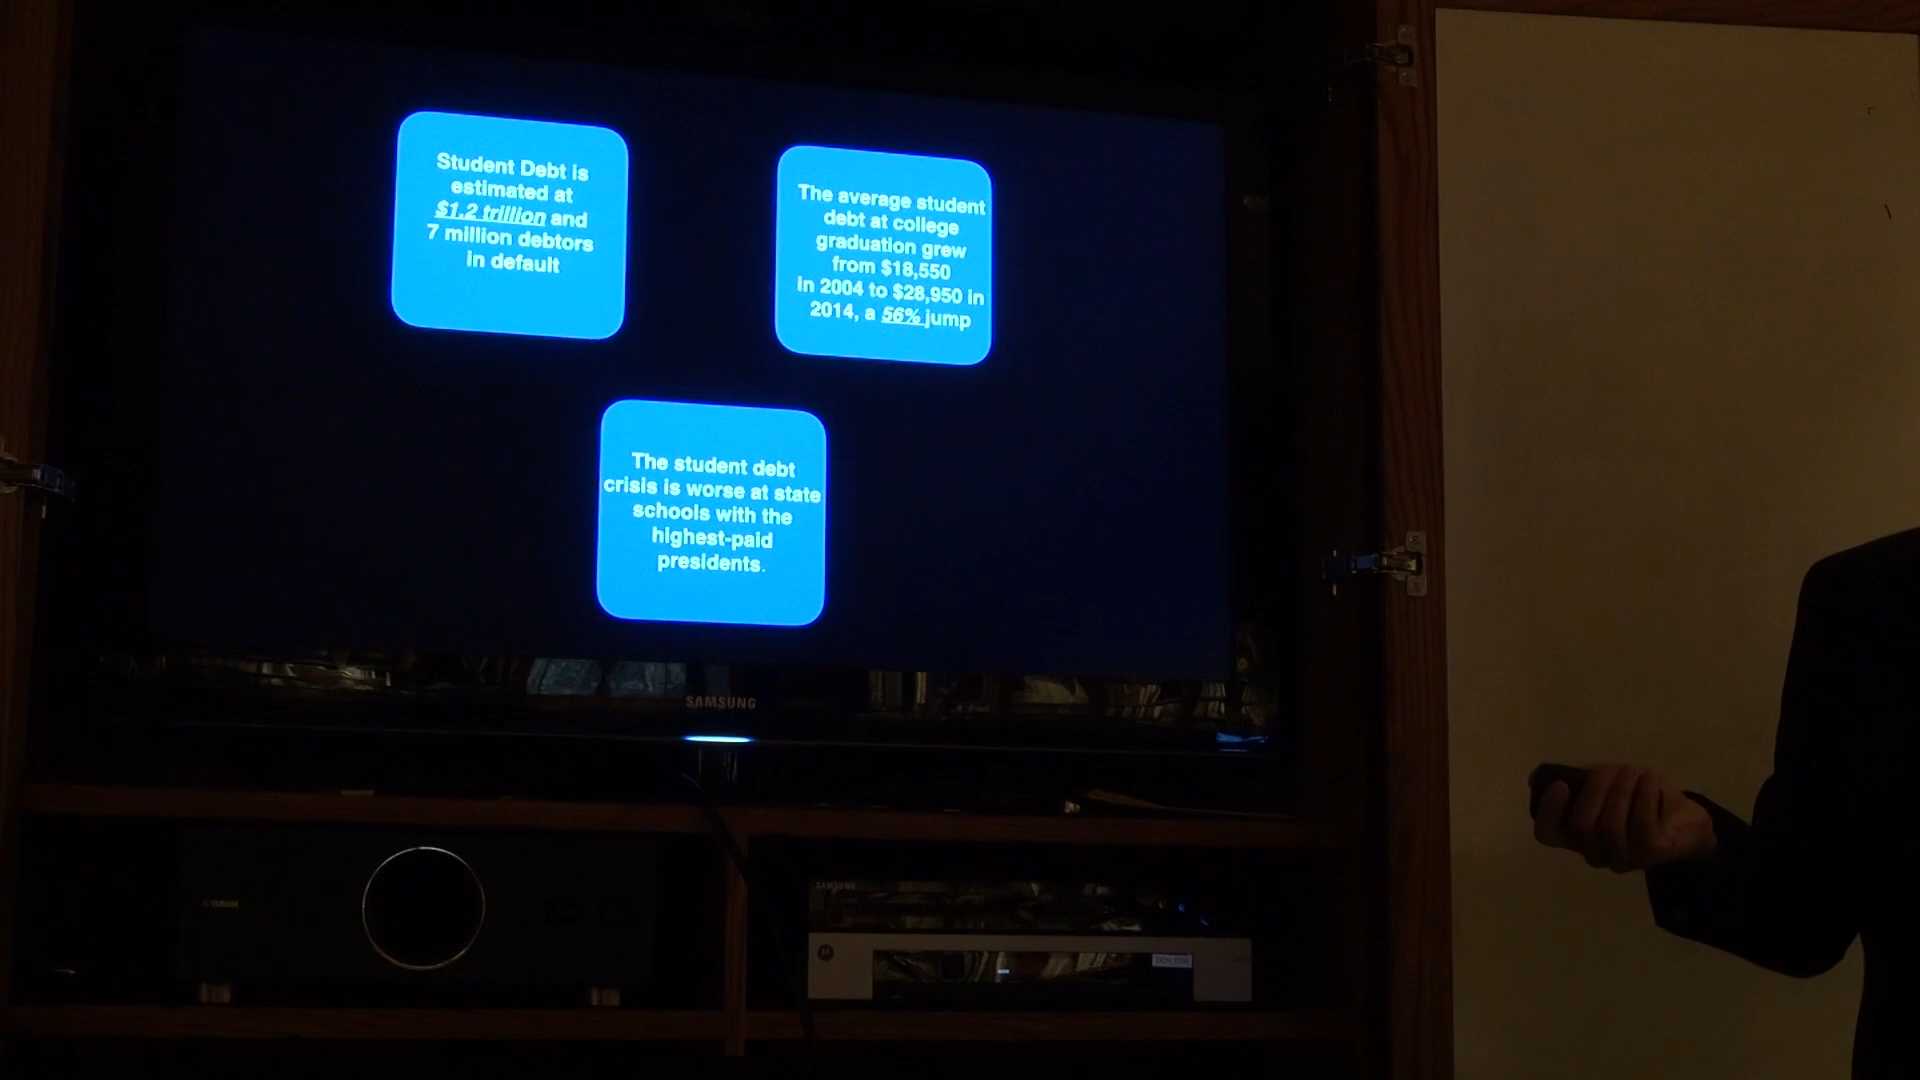 Student Debt is
estimated at
$1.2 trillion and
7 million debtors
in default
The average student
debt at college
graduation grew
from $18,550
in 2004 to $28,950 in
2014, a 56% jump
The student debt
crisis is worse at state
schools with the
highest-paid
presidents.
SAMSUNG
YAMAHA
SAMSUNG